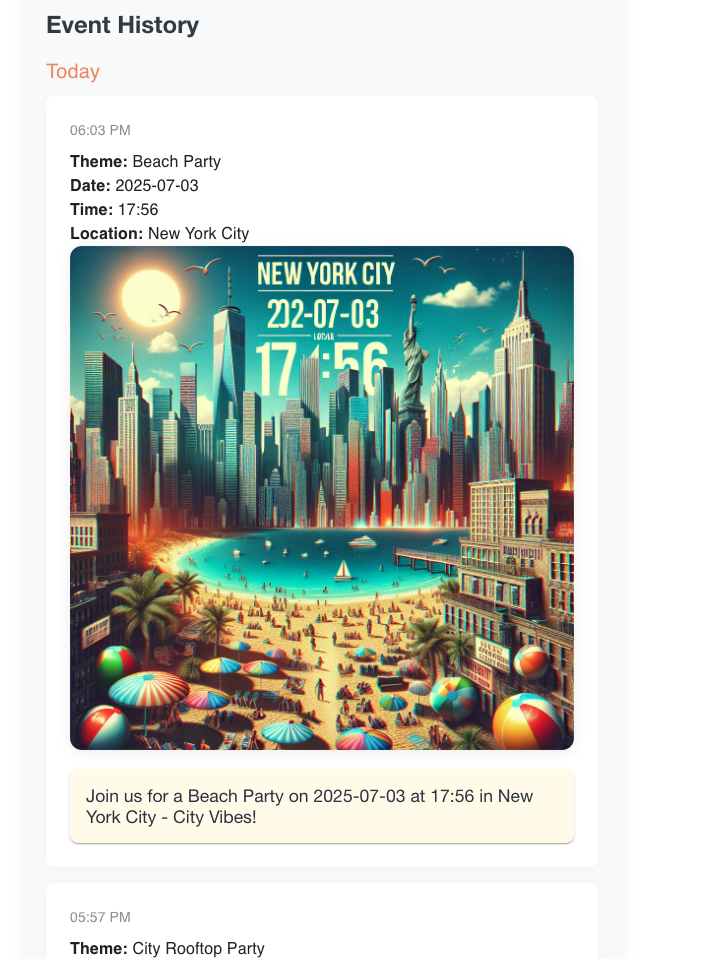 Event History
Today
06:03 PM
Theme: Beach Party
Date: 2025-07-03
Time: 17:56
Location: New York City
NEW YORK CIY
202-07-03
17:56
Join us for a Beach Party on 2025-07-03 at 17:56 in New
York City - City Vibes!
05:57 PM
Theme: City Rooftop Party